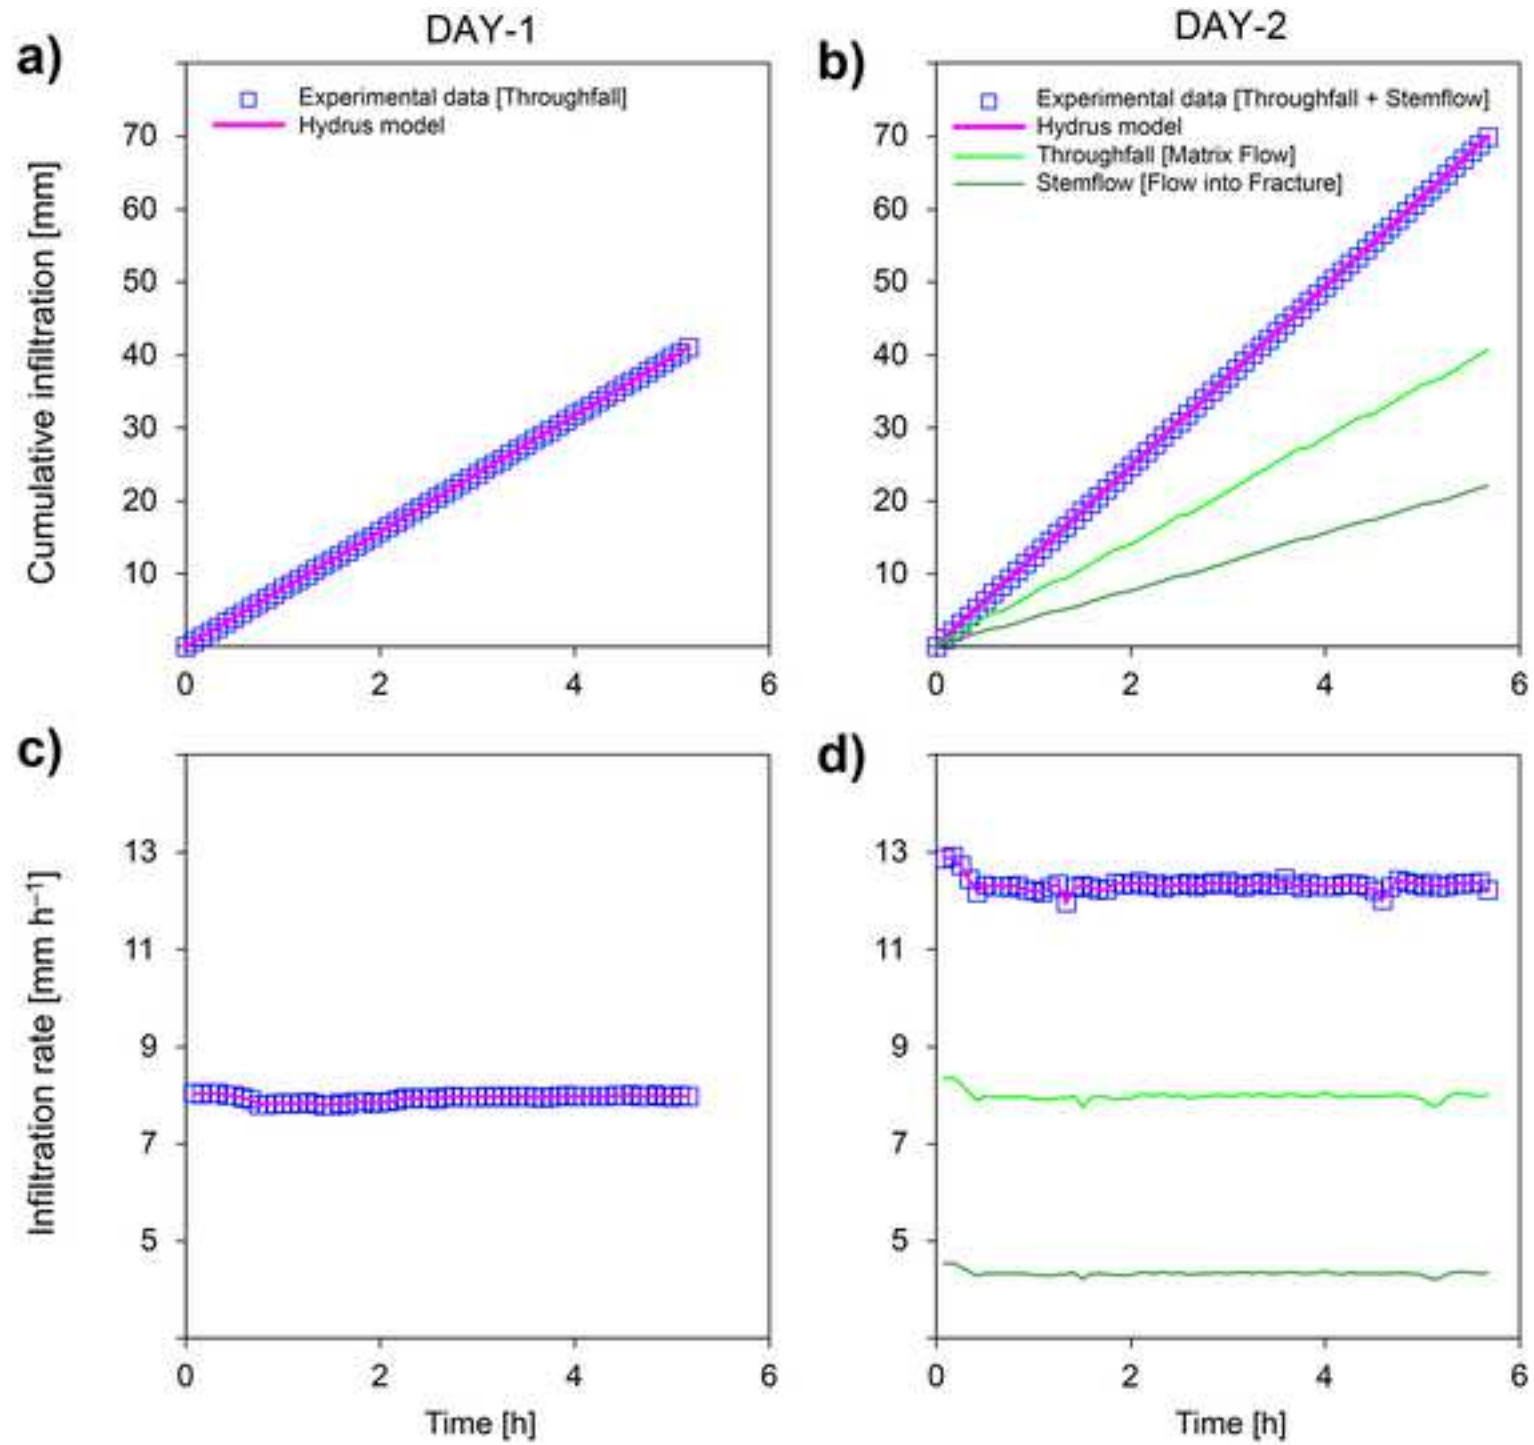 DAY-1
DAY-2
a)
b)
Experimental data [Throughfall]
Hydrus model
Experimental data [Throughfall + Stemflow]
Hydrus model
Throughfall [Matrix Flow]
Stemflow [Flow into Fracture]
Cumulative infiltration [mm]
70
60
50
40
30
20
10
0
2
4
6
70
60
50
40
30
20
10
0
2
4
6
c)
d)
Infiltration rate [mm h⁻¹]
13
11
9
7
5
0
2
4
6
Time [h]
13
11
9
7
5
0
2
4
6
Time [h]